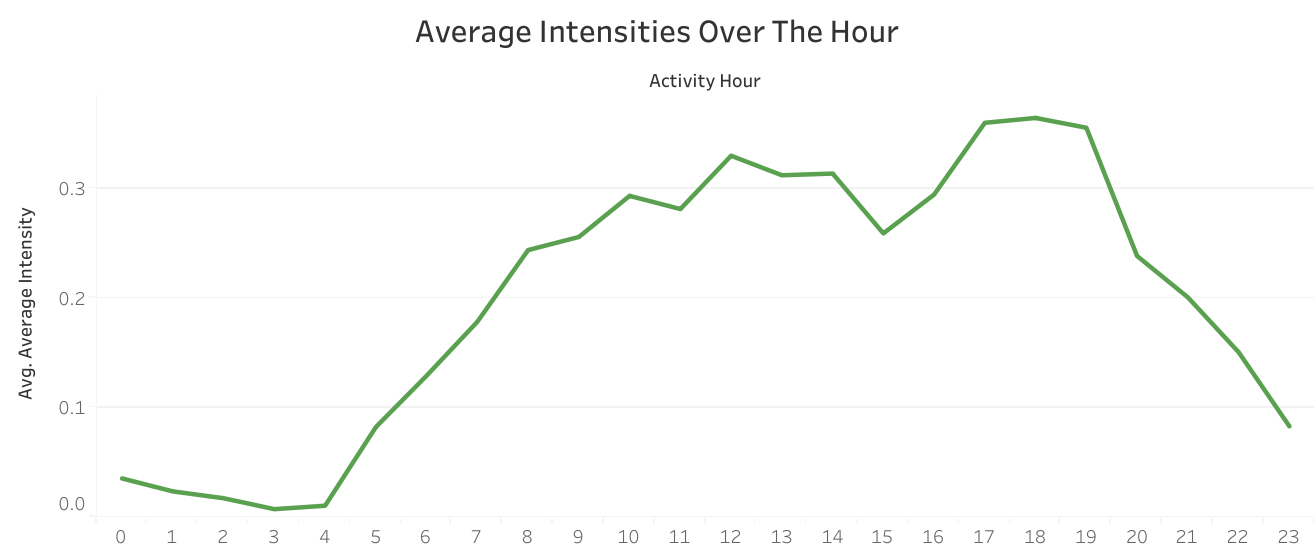 Average Intensities Over The Hour
Activity Hour
Avg. Average Intensity
0.3
0.2
0.1
0.0
0 1 2 3 4 5 6 7 8 9 10 11 12 13 14 15 16 17 18 19 20 21 22 23